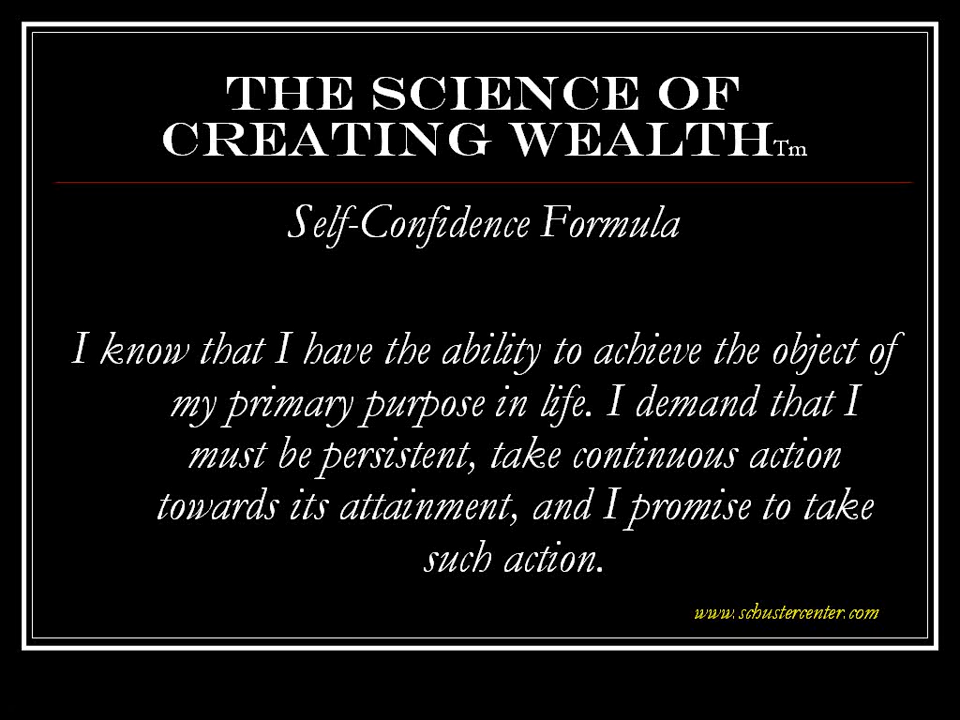 THE SCIENCE OF
CREATING WEALTHTm
Self-Confidence Formula
I know that I have the ability to achieve the object of
my primary purpose in life. I demand that I
must be persistent, take continuous action
towards its attainment, and I promise to take
such action.
www.schustercenter.com